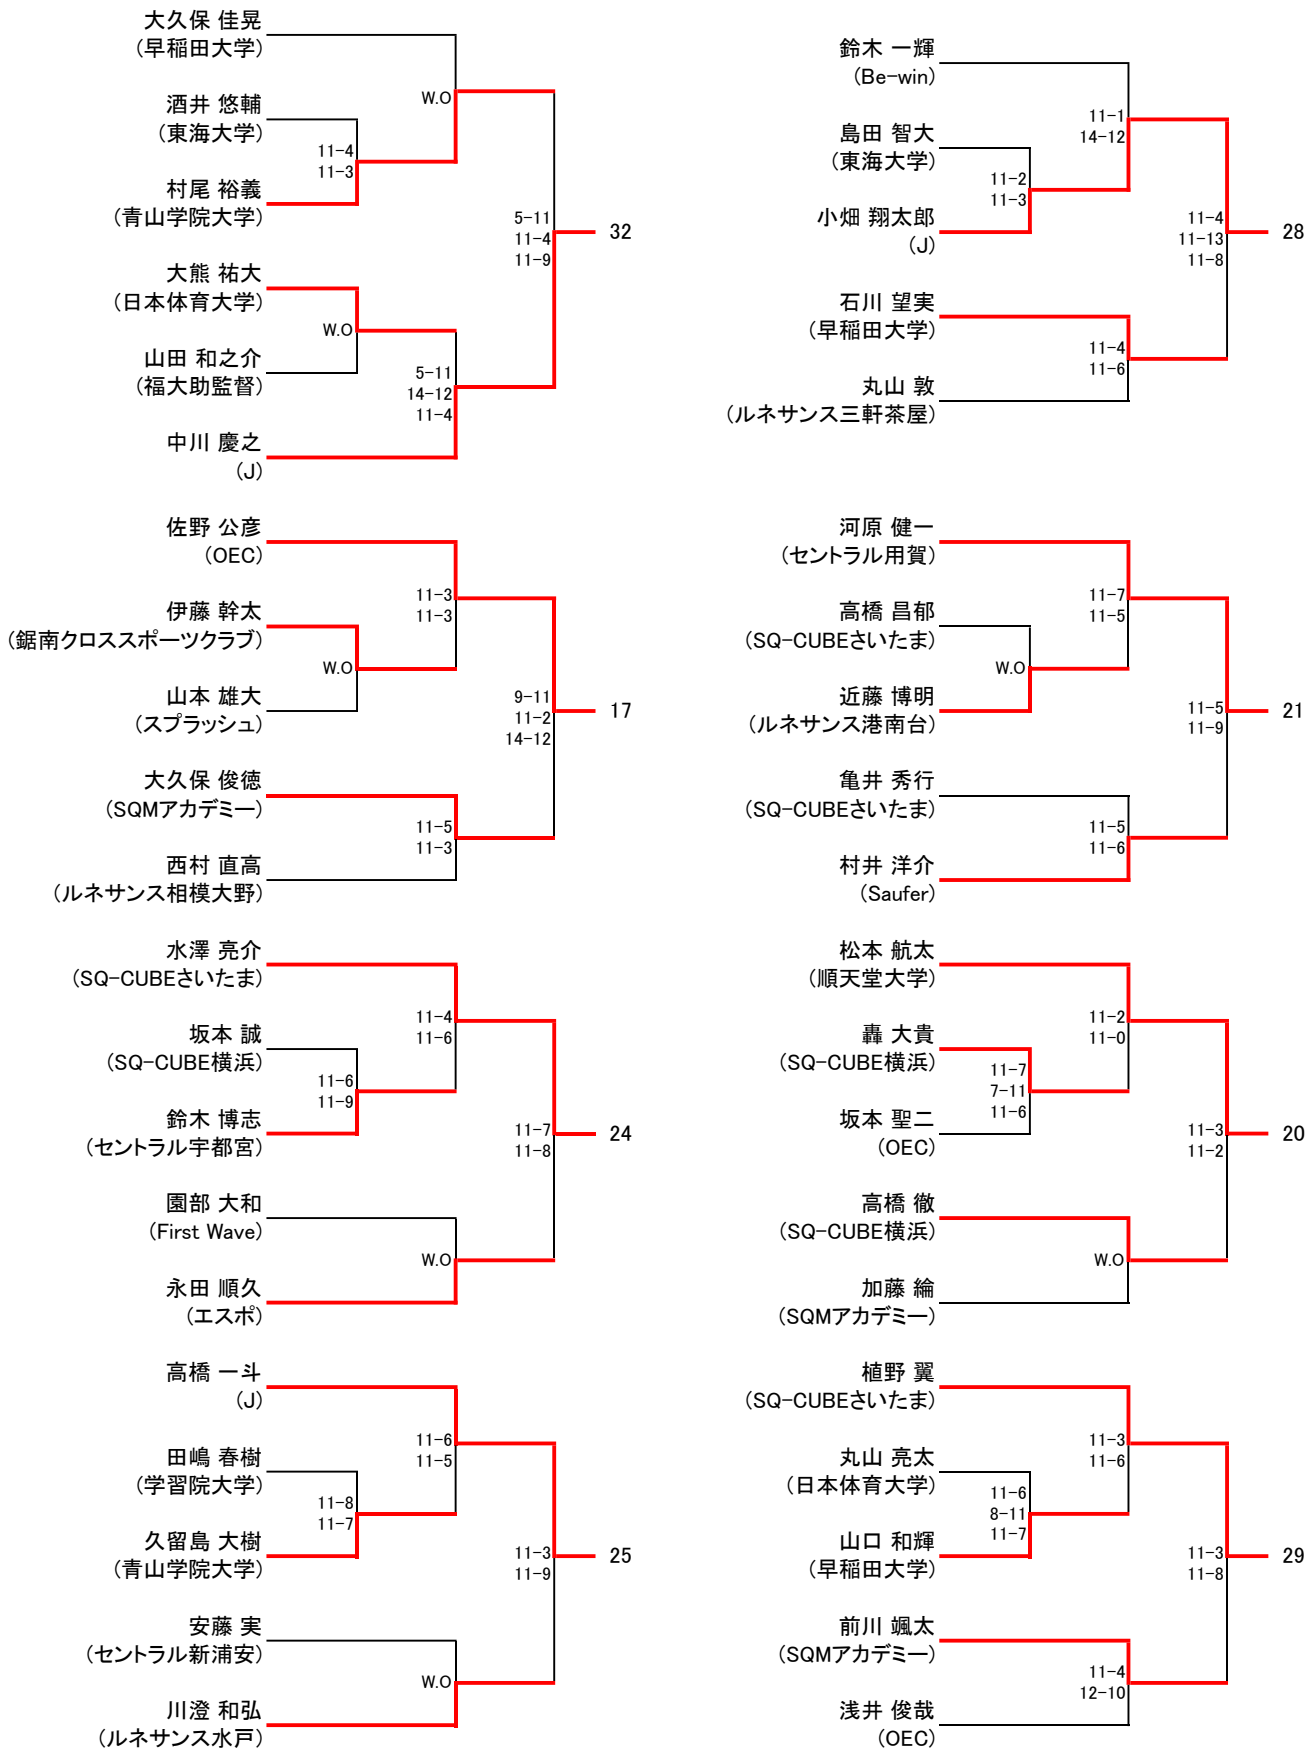 大久保 佳晃
(早稲田大学)
W.O
酒井 悠輔
(東海大学)
11-4
11-3
村尾 裕義
(青山学院大学)
5-11
11-4
11-9
32
大熊 祐大
(日本体育大学)
W.O
山田 和之介
(福大助監督)
5-11
14-12
11-4
中川 慶之
(J)
佐野 公彦
(OEC)
11-3
11-3
伊藤 幹太
(鋸南クロススポーツクラブ)
W.O
山本 雄大
(スプラッシュ)
9-11
11-2
14-12
17
大久保 俊徳
(SQMアカデミー)
11-5
11-3
西村 直高
(ルネサンス相模大野)
水澤 亮介
(SQ-CUBEさいたま)
11-4
11-6
坂本 誠
(SQ-CUBE横浜)
11-6
11-9
鈴木 博志
(セントラル宇都宮)
11-7
11-8
24
園部 大和
(First Wave)
W.O
永田 順久
(エスポ)
高橋 一斗
(J)
11-6
11-5
田嶋 春樹
(学習院大学)
11-8
11-7
久留島 大樹
(青山学院大学)
11-3
11-9
25
安藤 実
(セントラル新浦安)
W.O
川澄 和弘
(ルネサンス水戸)
鈴木 一輝
(Be-win)
11-1
14-12
島田 智大
(東海大学)
11-2
11-3
小畑 翔太郎
(J)
11-4
11-13
11-8
28
石川 望実
(早稲田大学)
11-4
11-6
丸山 敦
(ルネサンス三軒茶屋)
河原 健一
(セントラル用賀)
11-7
11-5
高橋 昌郁
(SQ-CUBEさいたま)
W.O
近藤 博明
(ルネサンス港南台)
11-5
11-9
21
亀井 秀行
(SQ-CUBEさいたま)
11-5
11-6
村井 洋介
(Saufer)
松本 航太
(順天堂大学)
11-2
11-0
轟 大貴
(SQ-CUBE横浜)
11-7
7-11
11-6
坂本 聖二
(OEC)
11-3
11-2
20
高橋 徹
(SQ-CUBE横浜)
W.O
加藤 綸
(SQMアカデミー)
植野 翼
(SQ-CUBEさいたま)
11-3
11-6
丸山 亮太
(日本体育大学)
11-6
8-11
11-7
山口 和輝
(早稲田大学)
11-3
11-8
29
前川 颯太
(SQMアカデミー)
11-4
12-10
浅井 俊哉
(OEC)